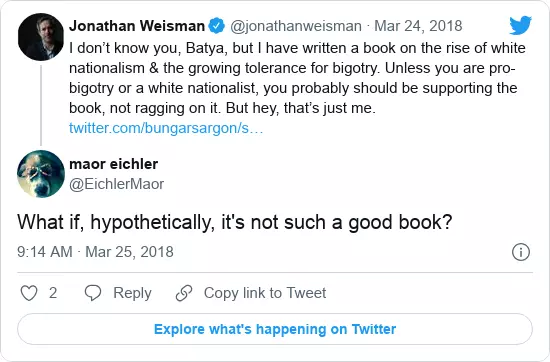 Jonathan Weisman @jonathanweisman · Mar 24, 2018
I don’t know you, Batya, but I have written a book on the rise of white
nationalism & the growing tolerance for bigotry. Unless you are pro-
bigotry or a white nationalist, you probably should be supporting the
book, not ragging on it. But hey, that’s just me.
twitter.com/bungarsargon/s…
maor eichler
@EichlerMaor
What if, hypothetically, it's not such a good book?
9:14 AM · Mar 25, 2018
2 Reply Copy link to Tweet
Explore what's happening on Twitter